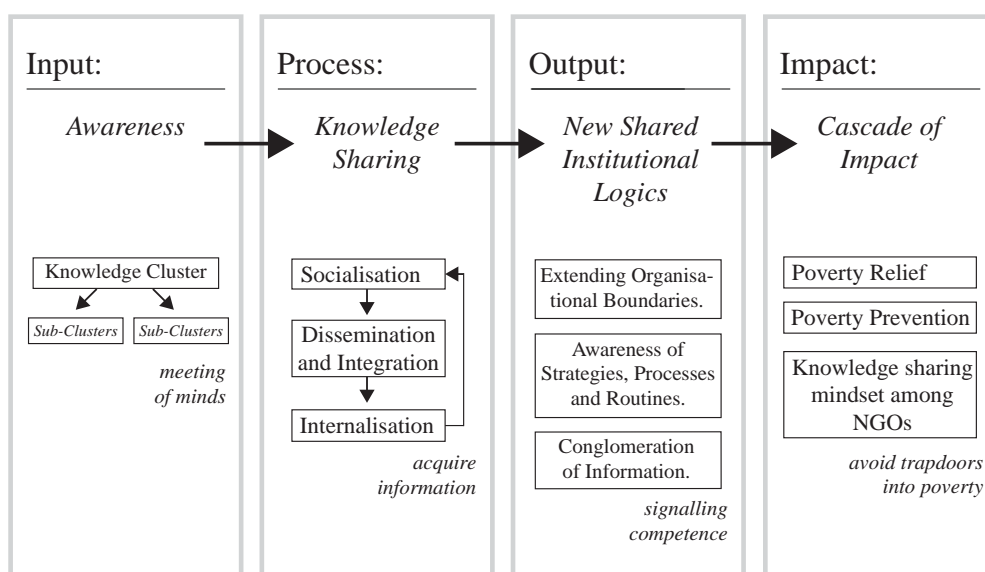 Input:
Awareness
Knowledge Cluster
Sub-Clusters
Sub-Clusters
meeting
of minds
Process:
Knowledge
Sharing
Socialisation
Dissemination
and Integration
Internalisation
acquire
information
Output:
New Shared
Institutional
Logics
Extending Organisa-
tional Boundaries.
Awareness of
Strategies, Processes
and Routines.
Conglomeration
of Information.
signalling
competence
Impact:
Cascade of
Impact
Poverty Relief
Poverty Prevention
Knowledge sharing
mindset among
NGOs
avoid trapdoors
into poverty